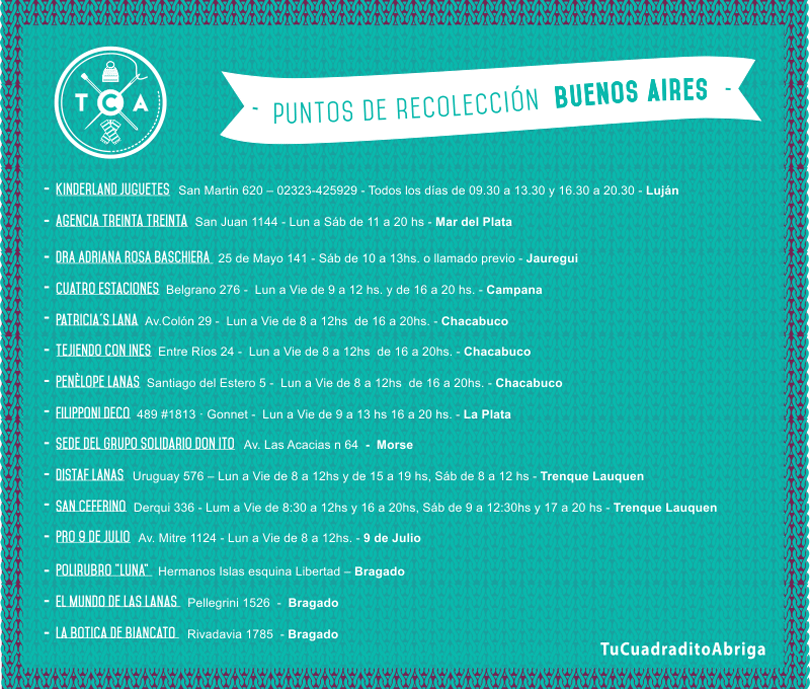 TCA
- PUNTOS DE RECOLECCIÓN BUENOS AIRES -
- KINDERLAND JUGUETES San Martin 620 – 02323-425929 - Todos los días de 09.30 a 13.30 y 16.30 a 20.30 - Luján
- AGENCIA TREINTA TREINTA San Juan 1144 - Lun a Sáb de 11 a 20 hs - Mar del Plata
- DRA ADRIANA ROSA BASCHIERA 25 de Mayo 141 - Sáb de 10 a 13hs. o llamado previo - Jauregui
- CUATRO ESTACIONES Belgrano 276 - Lun a Vie de 9 a 12 hs. y de 16 a 20 hs. - Campana
- PATRICIA'S LANA Av.Colón 29 - Lun a Vie de 8 a 12hs de 16 a 20hs. - Chacabuco
- TEJIENDO CON INES Entre Ríos 24 - Lun a Vie de 8 a 12hs de 16 a 20hs. - Chacabuco
- PENÈLOPE LANAS Santiago del Estero 5 - Lun a Vie de 8 a 12hs de 16 a 20hs. - Chacabuco
- FILIPPONI DECO 489 #1813 · Gonnet - Lun a Vie de 9 a 13 hs 16 a 20 hs. - La Plata
- SEDE DEL GRUPO SOLIDARIO DON ITO Av. Las Acacias n 64 - Morse
- DISTAF LANAS Uruguay 576 – Lun a Vie de 8 a 12hs y de 15 a 19 hs, Sáb de 8 a 12 hs - Trenque Lauquen
- SAN CEFERINO Derqui 336 - Lum a Vie de 8:30 a 12hs y 16 a 20hs, Sáb de 9 a 12:30hs y 17 a 20 hs - Trenque Lauquen
- PRO 9 DE JULIO Av. Mitre 1124 - Lun a Vie de 8 a 12hs. - 9 de Julio
- POLIRUBRO "LUNA" Hermanos Islas esquina Libertad – Bragado
- EL MUNDO DE LAS LANAS Pellegrini 1526 - Bragado
- LA BOTICA DE BIANCATO Rivadavia 1785 - Bragado
TuCuadraditoAbriga